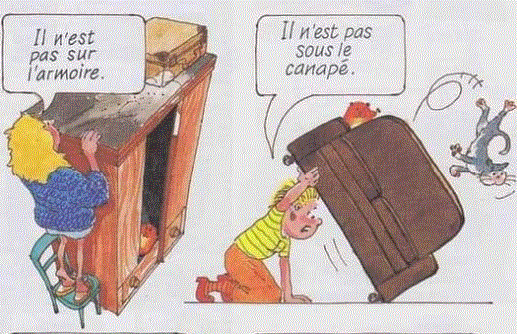 Il n'est
pas sur
l'armoire.
Il n'est pas
sous le
canapé.